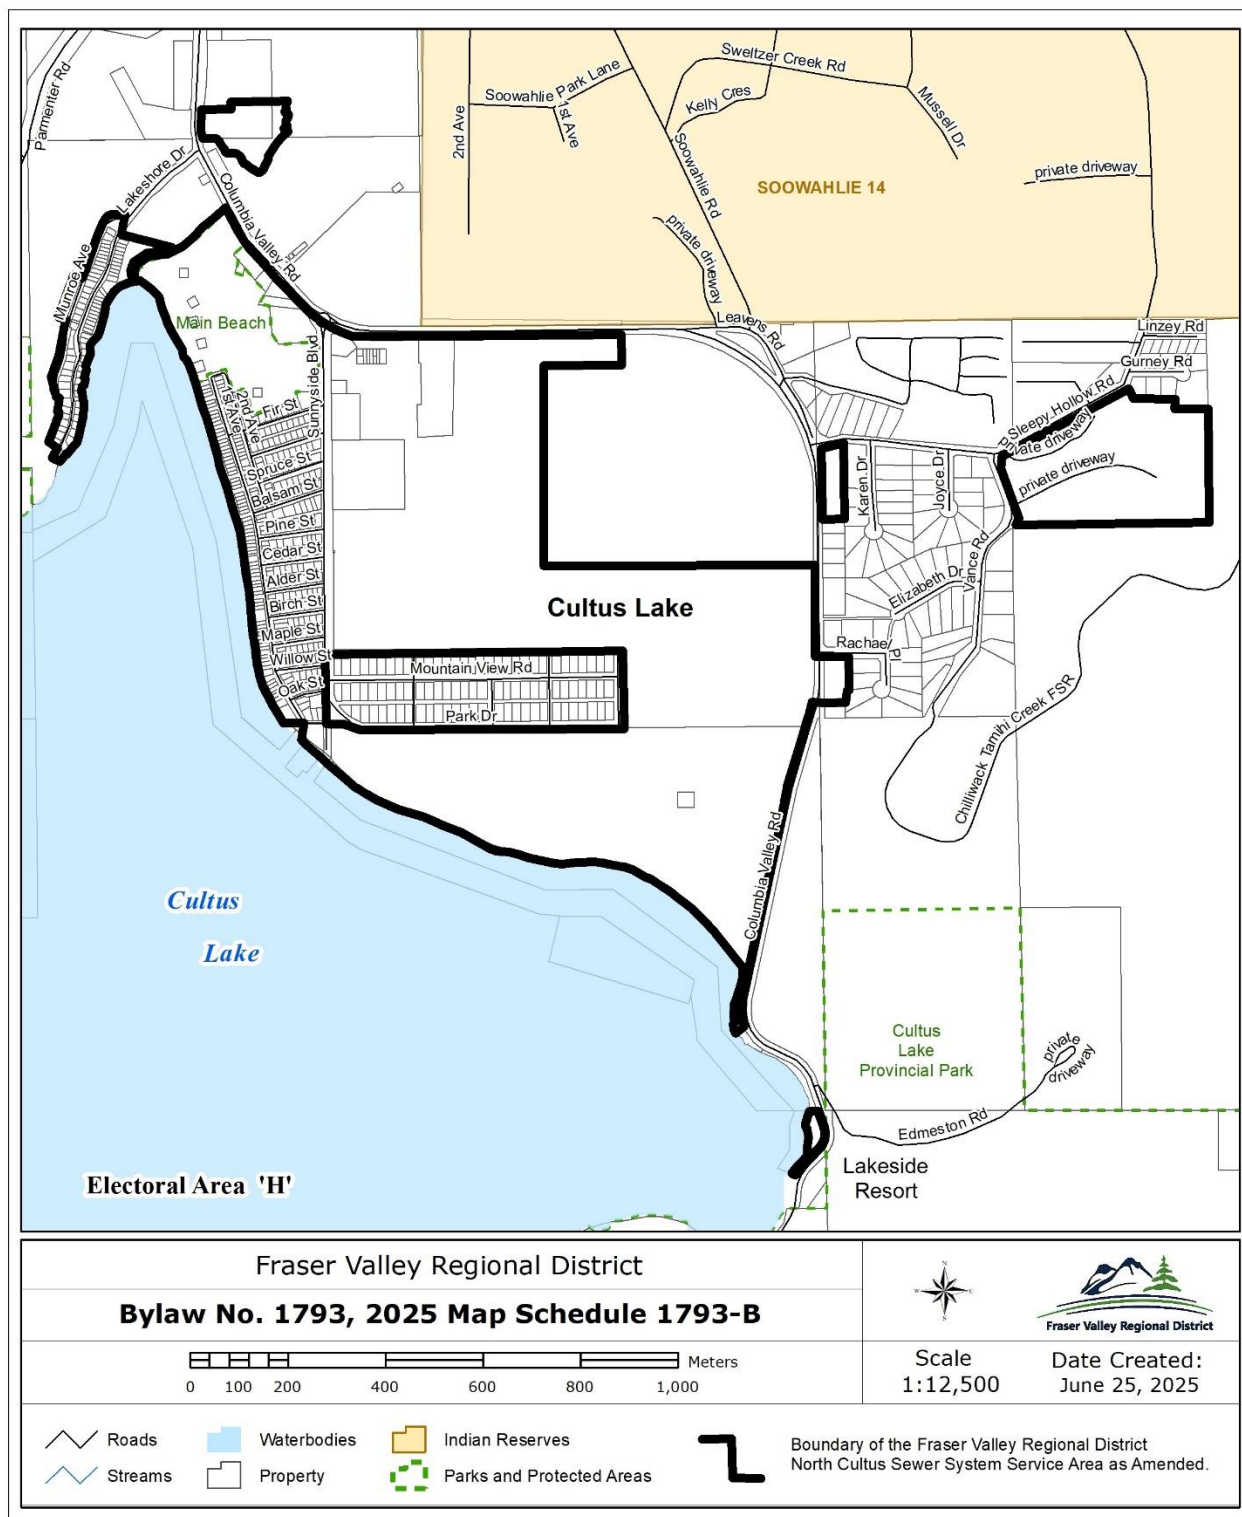 Parmenter Rd
Lakeshore Dr
Columbia Valley Rd
Munroe Ave
Main Beach
2nd Ave
Soowahlie
Park Lane
1st Ave
Sweltzer Creek Rd
Kelly Cres
Mussell Dr
Soowahlie Rd
SOOWAHLIE 14
private driveway
private driveway
Leavens Rd
Linzey Rd
Gurney Rd
Sleepy Hollow Rd
private driveway
private driveway
Sunnyside Blvd
1st Ave
2nd Ave
Fir St
Spruce St
Balsam St
Pine St
Cedar St
Alder St
Birch St
Maple St
Willow St
Oak St
Mountain View Rd
Park Dr
Cultus Lake
Karen Dr
Joyce Dr
Elizabeth Dr
Vance Rd
Rachae
Pl
Chilliwack Tamihi Creek FSR
Columbia Valley Rd
Cultus
Lake
Cultus
Lake
Provincial Park
private
driveway
Edmeston Rd
Lakeside
Resort
Electoral Area 'H'
Fraser Valley Regional District
Bylaw No. 1793, 2025 Map Schedule 1793-B
Meters
0 100 200 400 600 800 1,000
N
W E
S
Fraser Valley Regional District
Scale
1:12,500
Date Created:
June 25, 2025
Roads
Waterbodies
Indian Reserves
Streams
Property
Parks and Protected Areas
Boundary of the Fraser Valley Regional District
North Cultus Sewer System Service Area as Amended.